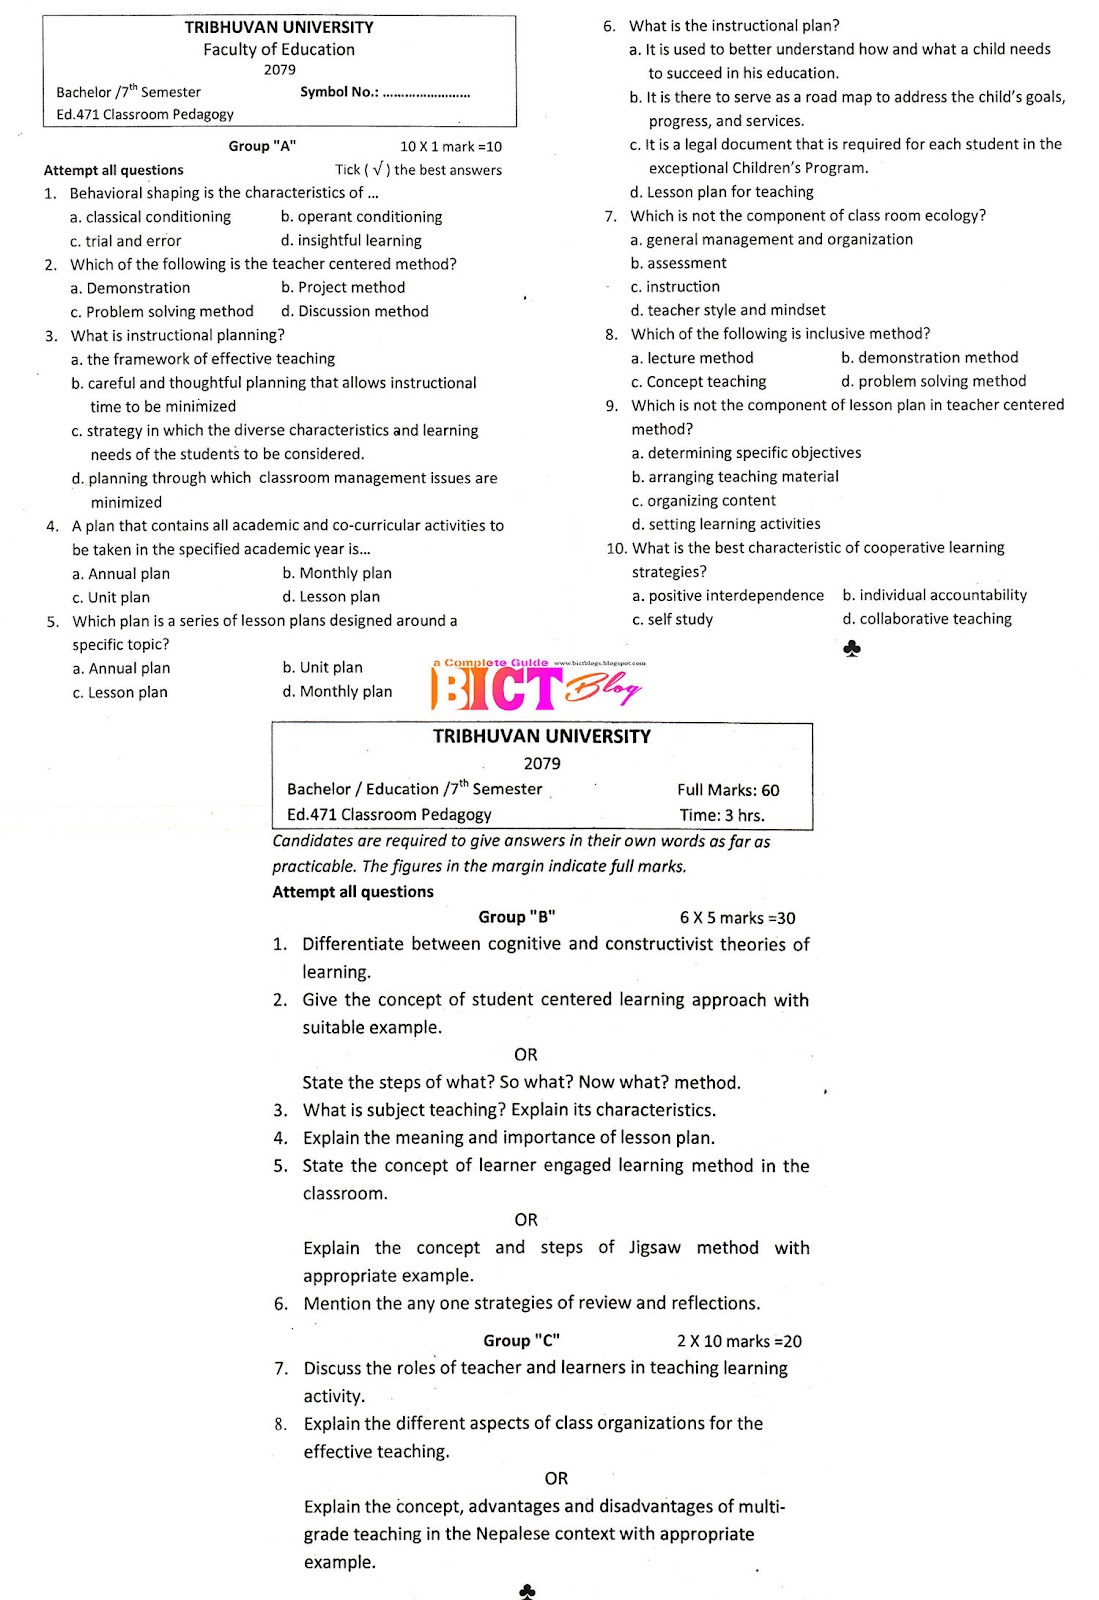 TRIBHUVAN UNIVERSITY
Faculty of Education
2079
Bachelor /7th Semester Symbol No.: ........................
Ed.471 Classroom Pedagogy
Group "A" 10 X 1 mark =10
Attempt all questions Tick ( √ ) the best answers
1. Behavioral shaping is the characteristics of ...
a. classical conditioning b. operant conditioning
c. trial and error d. insightful learning
2. Which of the following is the teacher centered method?
a. Demonstration b. Project method
c. Problem solving method d. Discussion method
3. What is instructional planning?
a. the framework of effective teaching
b. careful and thoughtful planning that allows instructional
time to be minimized
c. strategy in which the diverse characteristics and learning
needs of the students to be considered.
d. planning through which classroom management issues are
minimized
4. A plan that contains all academic and co-curricular activities to
be taken in the specified academic year is...
a. Annual plan b. Monthly plan
c. Unit plan d. Lesson plan
5. Which plan is a series of lesson plans designed around a
specific topic?
a. Annual plan b. Unit plan
c. Lesson plan d. Monthly plan
6. What is the instructional plan?
a. It is used to better understand how and what a child needs
to succeed in his education.
b. It is there to serve as a road map to address the child's goals,
progress, and services.
c. It is a legal document that is required for each student in the
exceptional Children's Program.
d. Lesson plan for teaching
7. Which is not the component of class room ecology?
a. general management and organization
b. assessment
c. instruction
d. teacher style and mindset
8. Which of the following is inclusive method?
a. lecture method b. demonstration method
c. Concept teaching d. problem solving method
9. Which is not the component of lesson plan in teacher centered
method?
a. determining specific objectives
b. arranging teaching material
c. organizing content
d. setting learning activities
10. What is the best characteristic of cooperative learning
strategies?
a. positive interdependence b. individual accountability
c. self study d. collaborative teaching
♣
a Complete Guide www.bictblogs.blogspot.com
BICT Blog
TRIBHUVAN UNIVERSITY
2079
Bachelor / Education /7th Semester Full Marks: 60
Ed.471 Classroom Pedagogy Time: 3 hrs.
Candidates are required to give answers in their own words as far as
practicable. The figures in the margin indicate full marks.
Attempt all questions
Group "B" 6 X 5 marks =30
1. Differentiate between cognitive and constructivist theories of
learning.
2. Give the concept of student centered learning approach with
suitable example.
OR
State the steps of what? So what? Now what? method.
3. What is subject teaching? Explain its characteristics.
4. Explain the meaning and importance of lesson plan.
5. State the concept of learner engaged learning method in the
classroom.
OR
Explain the concept and steps of Jigsaw method with
appropriate example.
6. Mention the any one strategies of review and reflections.
Group "C" 2 X 10 marks =20
7. Discuss the roles of teacher and learners in teaching learning
activity.
8. Explain the different aspects of class organizations for the
effective teaching.
OR
Explain the concept, advantages and disadvantages of multi-
grade teaching in the Nepalese context with appropriate
example.
♣